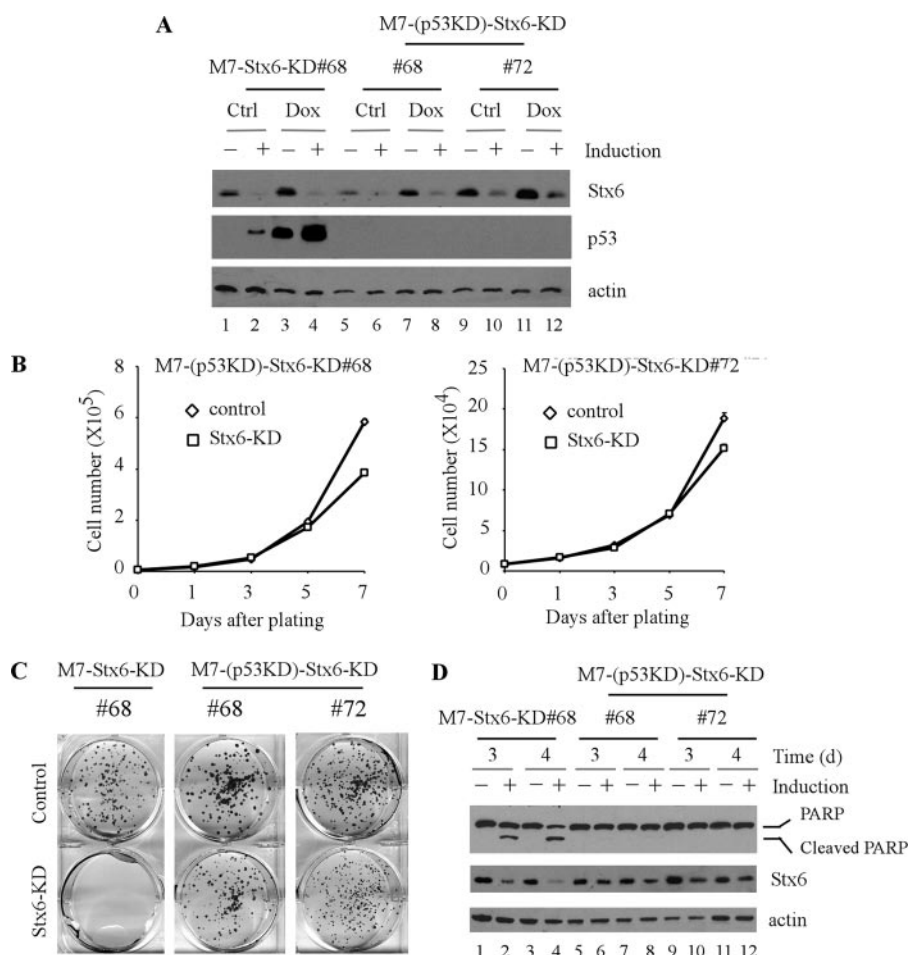 A
M7-(p53KD)-Stx6-KD
M7-Stx6-KD#68 #68 #72
Ctrl Dox Ctrl Dox Ctrl Dox
− + − + − + − + − + − + Induction
Stx6
p53
actin
1 2 3 4 5 6 7 8 9 10 11 12
B
M7-(p53KD)-Stx6-KD#68
Cell number (X10^5)
8
6
4
2
0
control
Stx6-KD
0 1 3 5 7
Days after plating
M7-(p53KD)-Stx6-KD#72
Cell number (X10^4)
25
20
15
10
5
0
control
Stx6-KD
0 1 3 5 7
Days after plating
C
M7-Stx6-KD M7-(p53KD)-Stx6-KD
#68 #68 #72
Control
Stx6-KD
D
M7-(p53KD)-Stx6-KD
M7-Stx6-KD#68 #68 #72
3 4 3 4 3 4 Time (d)
− + − + − + − + − + − + Induction
PARP
Cleaved PARP
Stx6
actin
1 2 3 4 5 6 7 8 9 10 11 12